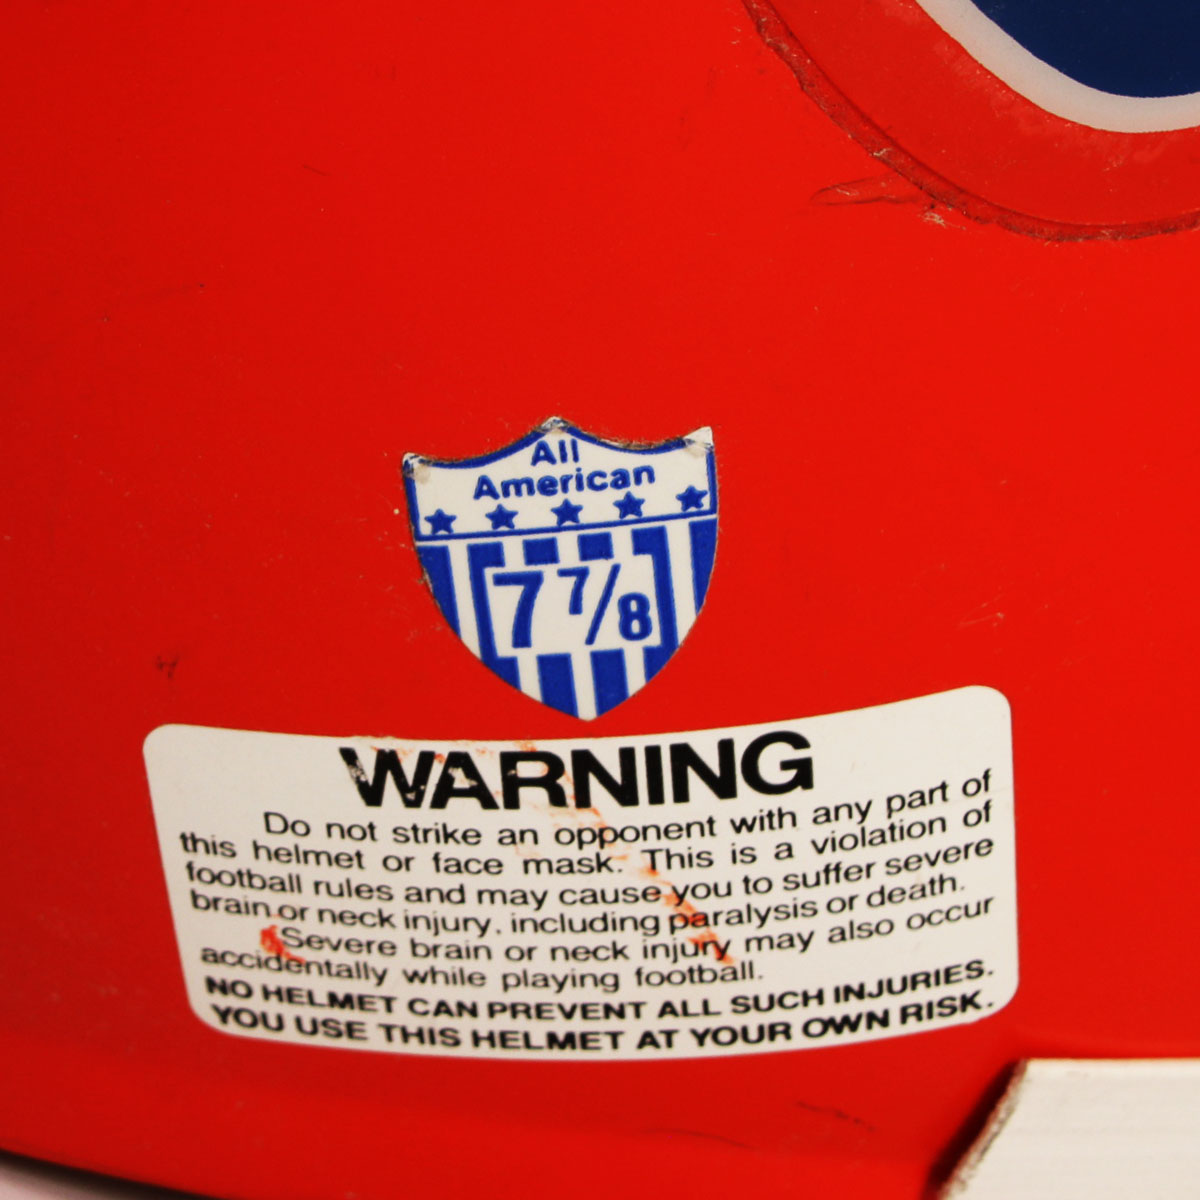 All
American
7 7/8
WARNING
Do not strike an opponent with any part of
this helmet or face mask. This is a violation of
football rules and may cause you to suffer severe
brain or neck injury, including paralysis or death.
Severe brain or neck injury may also occur
accidentally while playing football.
NO HELMET CAN PREVENT ALL SUCH INJURIES.
YOU USE THIS HELMET AT YOUR OWN RISK.